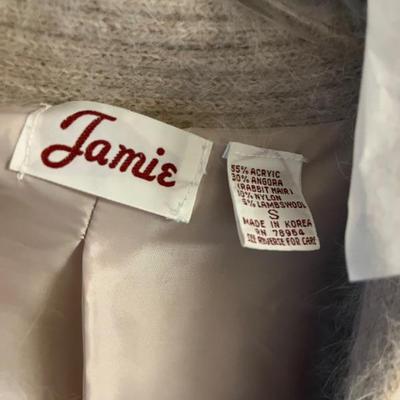 Jamie
55% ACRYLIC
30% ANGORA
(RABBIT HAIR)
10% NYLON
5% LAMBSWOOL
S
MADE IN KOREA
RN 78964
SEE REVERSE FOR CARE